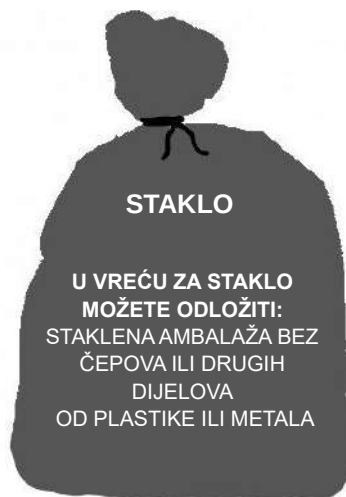 STAKLO
U VREĆU ZA STAKLO
MOŽETE ODLOŽITI:
STAKLENA AMBALAŽA BEZ
ČEPOVA ILI DRUGIH
DIJELOVA
OD PLASTIKE ILI METALA